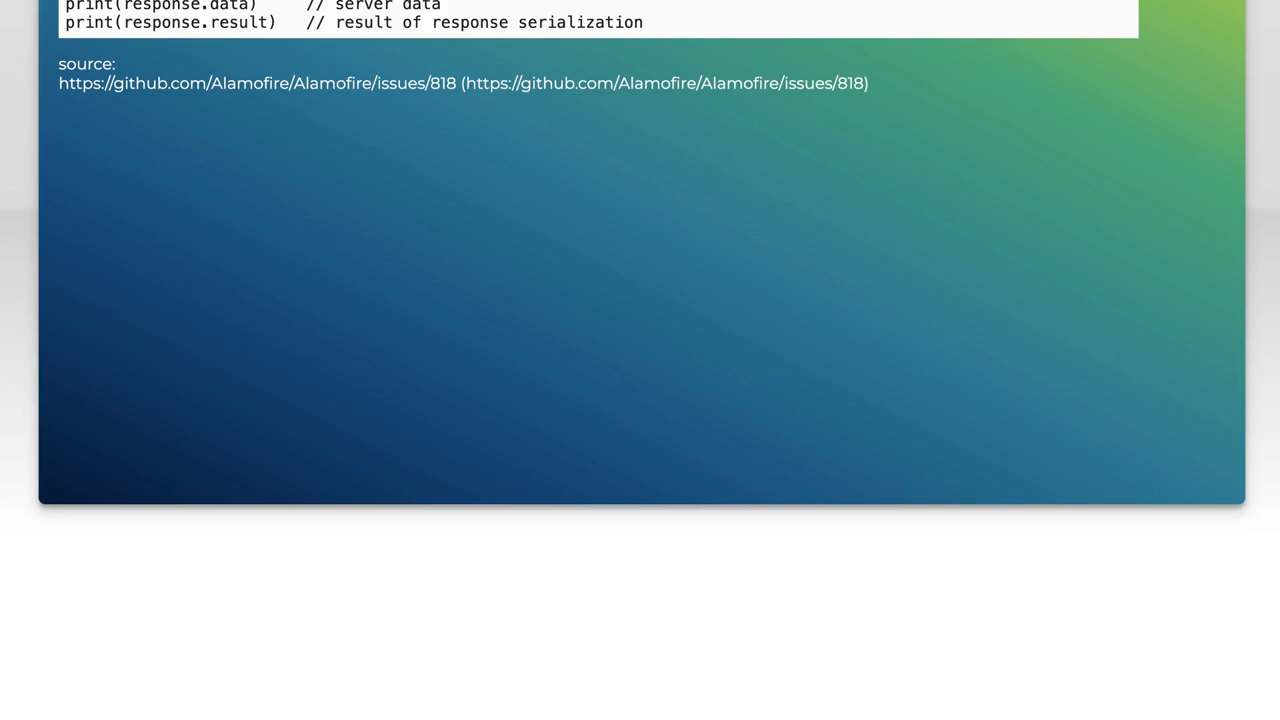 print(response.data)     // server data
print(response.result)   // result of response serialization
source:
https://github.com/Alamofire/Alamofire/issues/818 (https://github.com/Alamofire/Alamofire/issues/818)